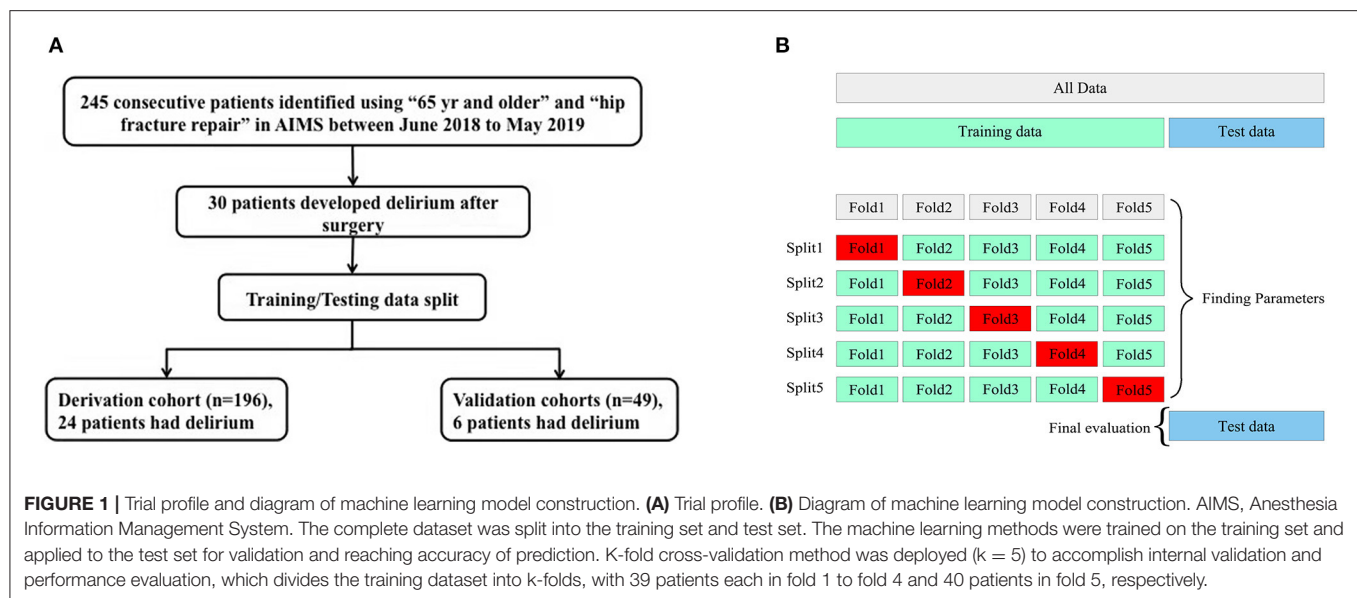 A
245 consecutive patients identified using “65 yr and older” and “hip
fracture repair” in AIMS between June 2018 to May 2019
30 patients developed delirium after
surgery
Training/Testing data split
Derivation cohort (n=196),
24 patients had delirium
Validation cohorts (n=49),
6 patients had delirium
B
All Data
Training data Test data
Fold1 Fold2 Fold3 Fold4 Fold5
Split1 Fold1 Fold2 Fold3 Fold4 Fold5
Split2 Fold1 Fold2 Fold3 Fold4 Fold5
Split3 Fold1 Fold2 Fold3 Fold4 Fold5
Split4 Fold1 Fold2 Fold3 Fold4 Fold5
Split5 Fold1 Fold2 Fold3 Fold4 Fold5
Finding Parameters
Final evaluation Test data
FIGURE 1 | Trial profile and diagram of machine learning model construction. (A) Trial profile. (B) Diagram of machine learning model construction. AIMS, Anesthesia
Information Management System. The complete dataset was split into the training set and test set. The machine learning methods were trained on the training set and
applied to the test set for validation and reaching accuracy of prediction. K-fold cross-validation method was deployed (k = 5) to accomplish internal validation and
performance evaluation, which divides the training dataset into k-folds, with 39 patients each in fold 1 to fold 4 and 40 patients in fold 5, respectively.